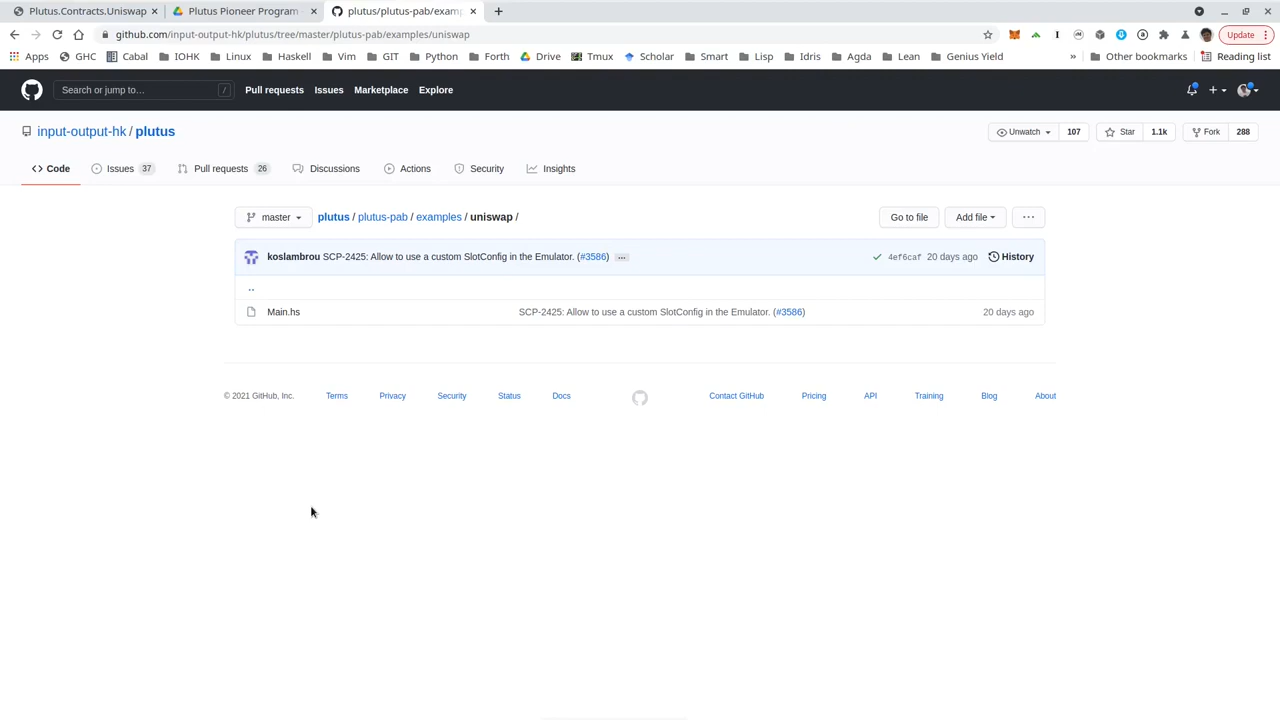 Plutus.Contracts.Uniswap
Plutus Pioneer Program -
plutus/plutus-pab/examp
github.com/input-output-hk/plutus/tree/master/plutus-pab/examples/uniswap
Update
Apps GHC Cabal IOHK Linux Haskell Vim GIT Python Forth Drive Tmux Scholar Smart Lisp Idris Agda Lean Genius Yield » Other bookmarks Reading list
Search or jump to… /
Pull requests Issues Marketplace Explore
input-output-hk / plutus
Unwatch 107 Star 1.1k Fork 288
Code Issues 37 Pull requests 26 Discussions Actions Security Insights
master plutus / plutus-pab / examples / uniswap / Go to file Add file ...
koslambrou SCP-2425: Allow to use a custom SlotConfig in the Emulator. (#3586) ... 4ef6caf 20 days ago History
..
Main.hs SCP-2425: Allow to use a custom SlotConfig in the Emulator. (#3586) 20 days ago
© 2021 GitHub, Inc. Terms Privacy Security Status Docs Contact GitHub Pricing API Training Blog About